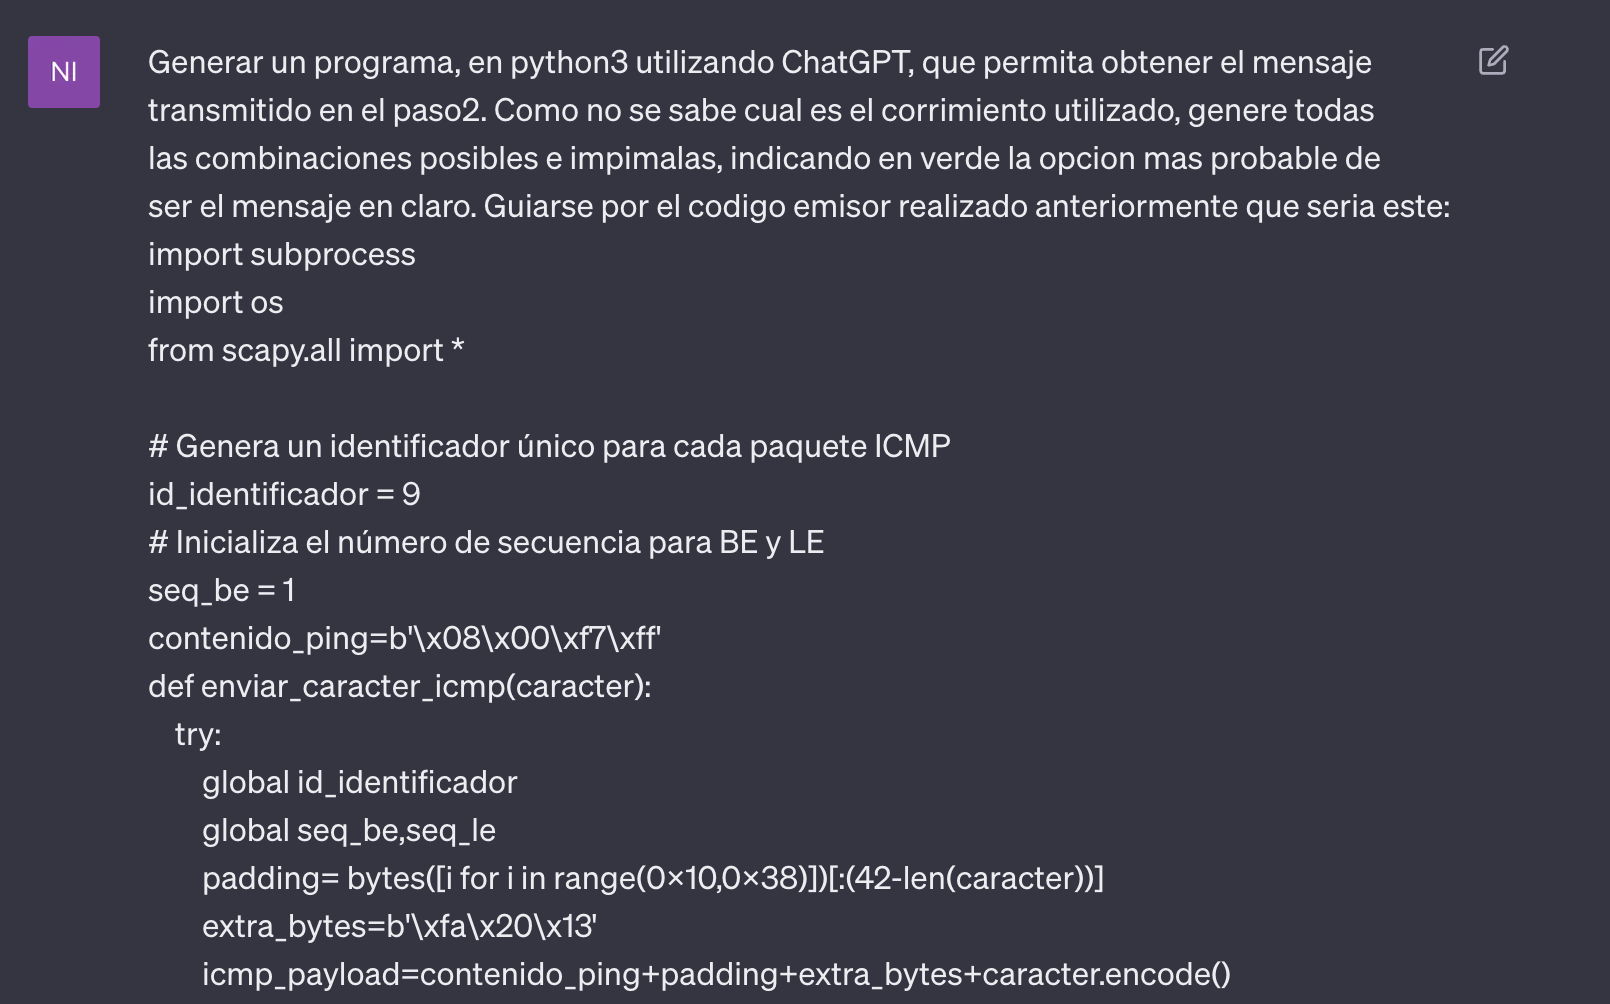 NI
Generar un programa, en python3 utilizando ChatGPT, que permita obtener el mensaje
transmitido en el paso2. Como no se sabe cual es el corrimiento utilizado, genere todas
las combinaciones posibles e impimalas, indicando en verde la opcion mas probable de
ser el mensaje en claro. Guiarse por el codigo emisor realizado anteriormente que seria este:
import subprocess
import os
from scapy.all import *
# Genera un identificador único para cada paquete ICMP
id_identificador = 9
# Inicializa el número de secuencia para BE y LE
seq_be = 1
contenido_ping=b'\x08\x00\xf7\xff'
def enviar_caracter_icmp(caracter):
try:
global id_identificador
global seq_be,seq_le
padding= bytes([i for i in range(0×10,0×38)])[:(42-len(caracter))]
extra_bytes=b'\xfa\x20\x13'
icmp_payload=contenido_ping+padding+extra_bytes+caracter.encode()